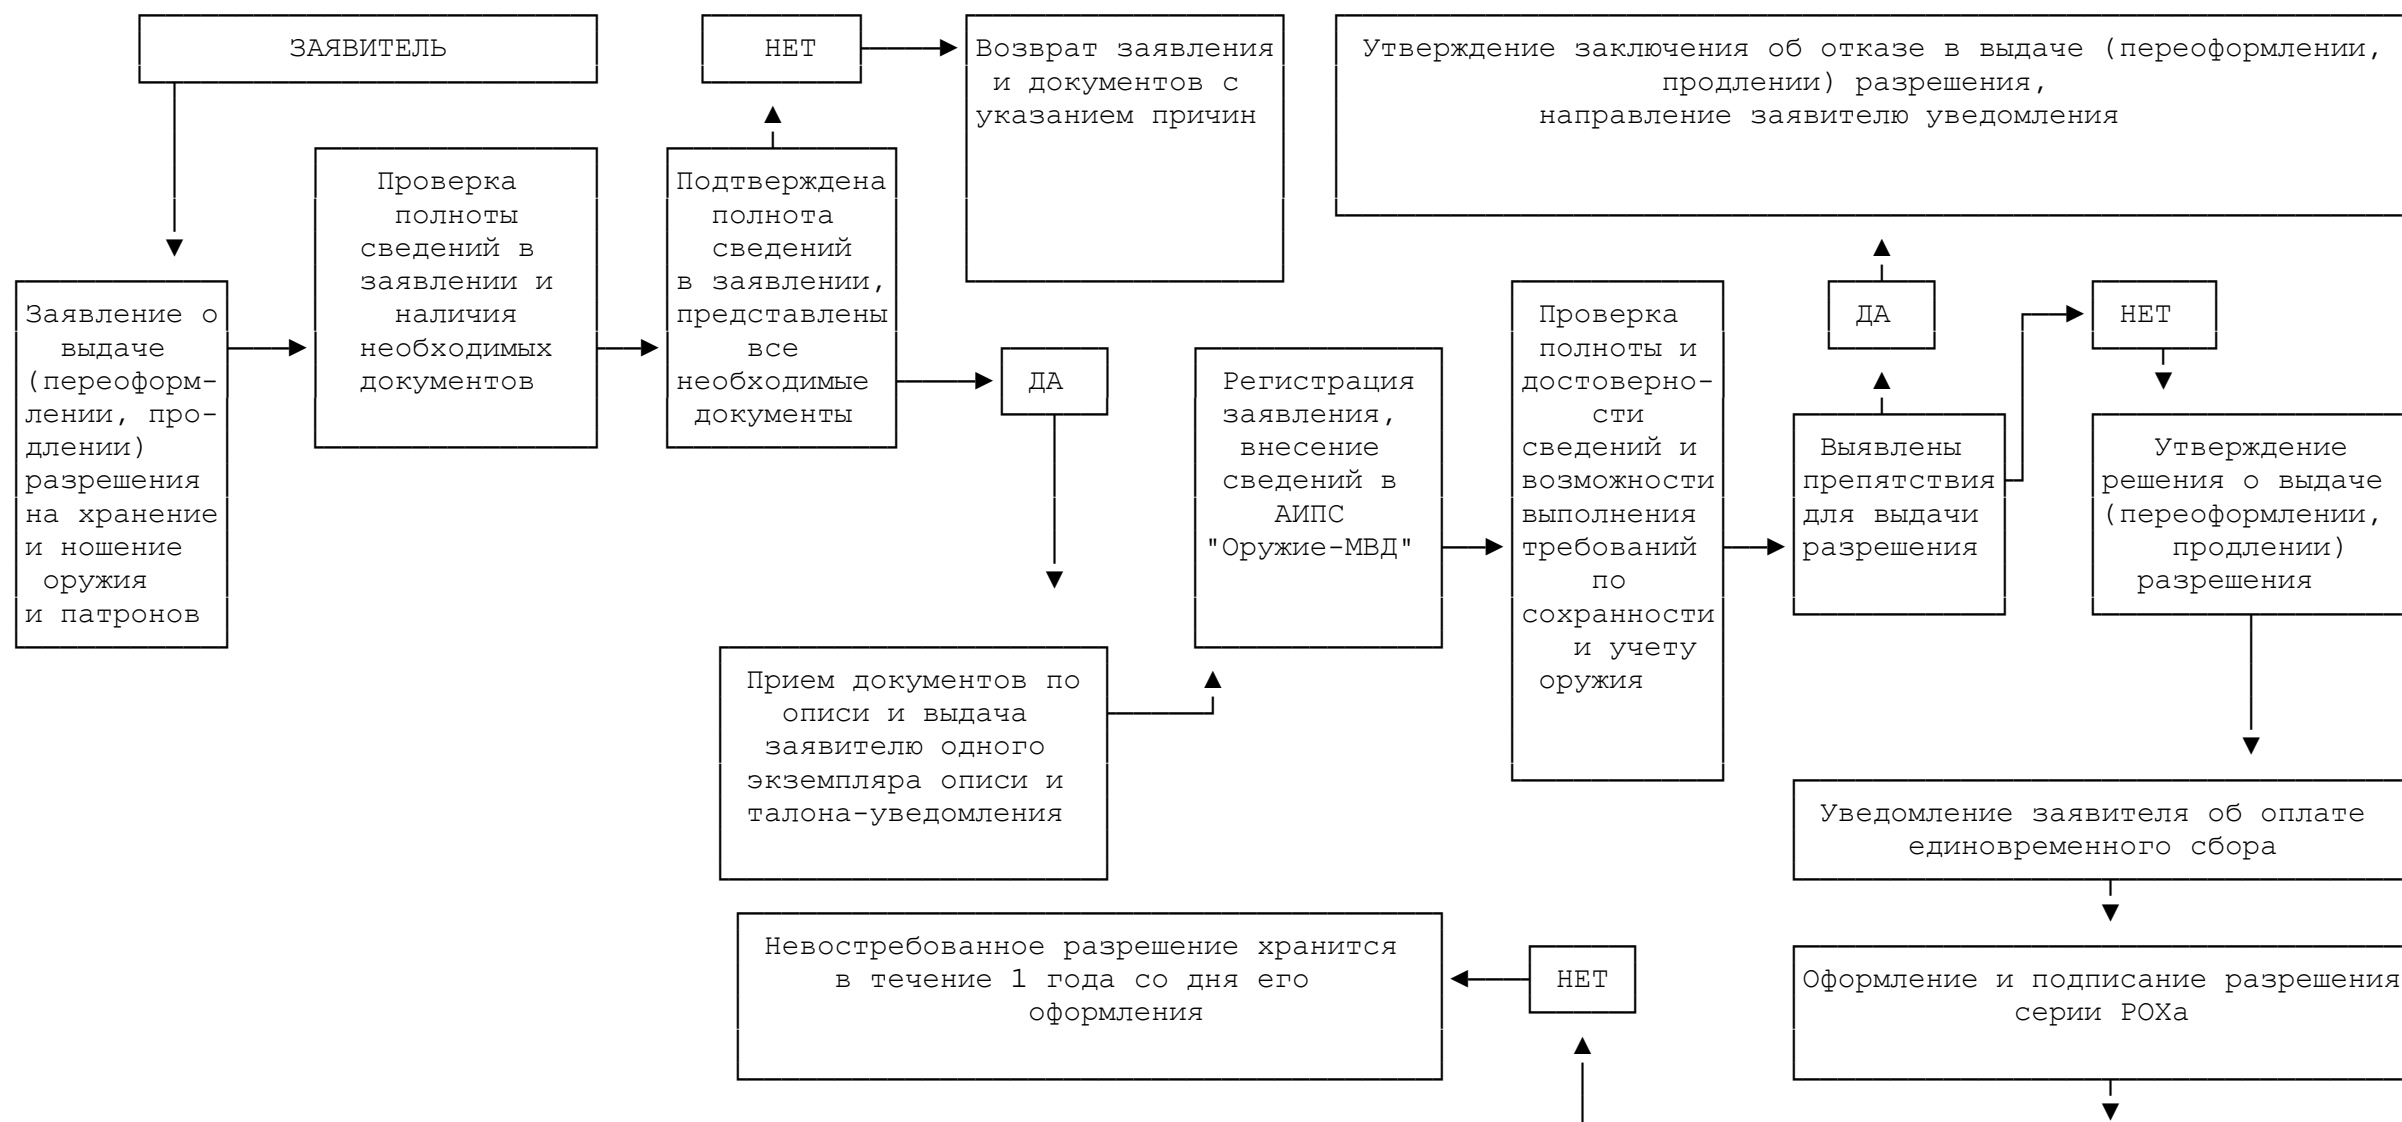 ЗАЯВИТЕЛЬ
НЕТ
Возврат заявления
и документов с
указанием причин
Утверждение заключения об отказе в выдаче (переоформлении,
продлении) разрешения,
направление заявителю уведомления
Заявление о
выдаче
(переоформ-
лении, про-
длении)
разрешения
на хранение
и ношение
оружия
и патронов
Проверка
полноты
сведений в
заявлении и
наличия
необходимых
документов
Подтверждена
полнота
сведений
в заявлении,
представлены
все
необходимые
документы
ДА
Прием документов по
описи и выдача
заявителю одного
экземпляра описи и
талона-уведомления
Регистрация
заявления,
внесение
сведений в
АИПС
"Оружие-МВД"
Проверка
полноты и
достоверно-
сти
сведений и
возможности
выполнения
требований
по
сохранности
и учету
оружия
ДА
НЕТ
Выявлены
препятствия
для выдачи
разрешения
Утверждение
решения о выдаче
(переоформлении,
продлении)
разрешения
Уведомление заявителя об оплате
единовременного сбора
Невостребованное разрешение хранится
в течение 1 года со дня его
оформления
НЕТ
Оформление и подписание разрешения
серии РОХа